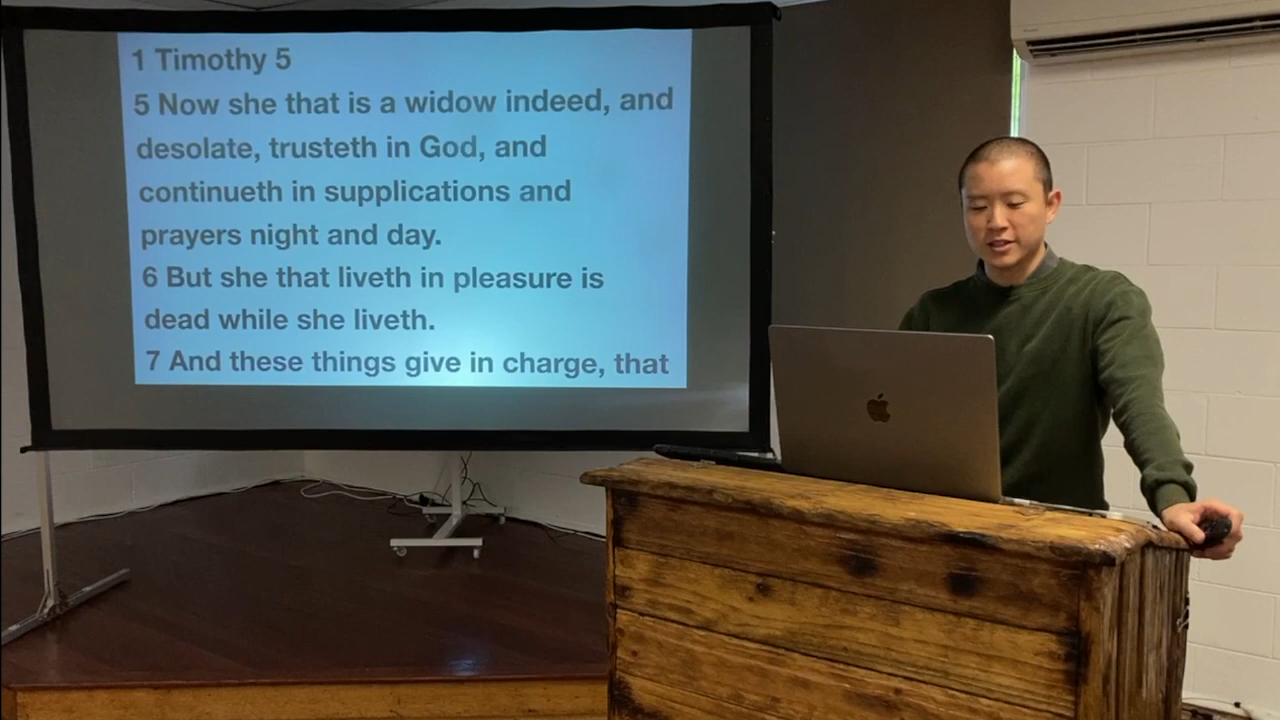 1 Timothy 5
5 Now she that is a widow indeed, and
desolate, trusteth in God, and
continueth in supplications and
prayers night and day.
6 But she that liveth in pleasure is
dead while she liveth.
7 And these things give in charge, that